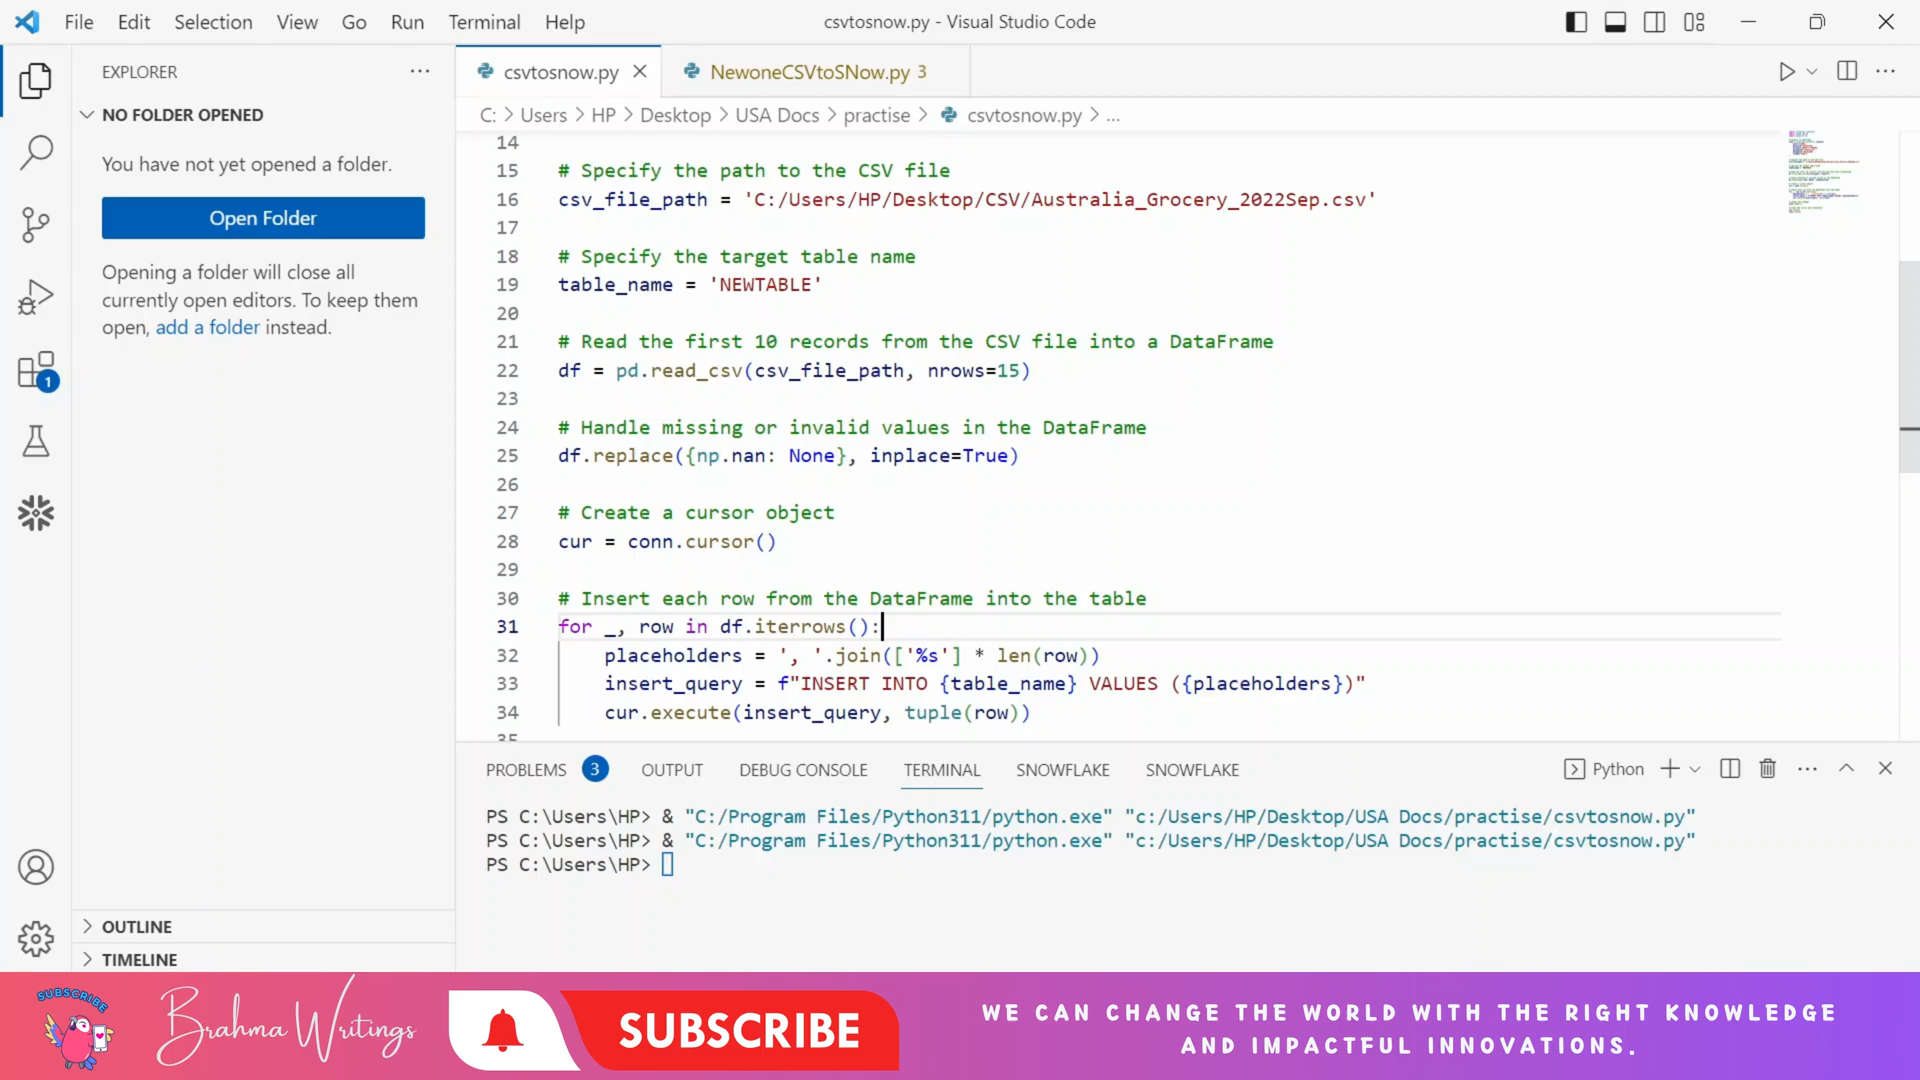 File Edit Selection View Go Run Terminal Help csvtosnow.py - Visual Studio Code
EXPLORER
NO FOLDER OPENED
You have not yet opened a folder.
Open Folder
Opening a folder will close all
currently open editors. To keep them
open, add a folder instead.
OUTLINE
TIMELINE
1
csvtosnow.py NewoneCSVtoSNow.py 3
C: > Users > HP > Desktop > USA Docs > practise > csvtosnow.py > ...
14
15 # Specify the path to the CSV file
16 csv_file_path = 'C:/Users/HP/Desktop/CSV/Australia_Grocery_2022Sep.csv'
17
18 # Specify the target table name
19 table_name = 'NEWTABLE'
20
21 # Read the first 10 records from the CSV file into a DataFrame
22 df = pd.read_csv(csv_file_path, nrows=15)
23
24 # Handle missing or invalid values in the DataFrame
25 df.replace({np.nan: None}, inplace=True)
26
27 # Create a cursor object
28 cur = conn.cursor()
29
30 # Insert each row from the DataFrame into the table
31 for _, row in df.iterrows():
32 placeholders = ', '.join(['%s'] * len(row))
33 insert_query = f"INSERT INTO {table_name} VALUES ({placeholders})"
34 cur.execute(insert_query, tuple(row))
35
PROBLEMS 3 OUTPUT DEBUG CONSOLE TERMINAL SNOWFLAKE SNOWFLAKE Python
PS C:\Users\HP> & "C:/Program Files/Python311/python.exe" "c:/Users/HP/Desktop/USA Docs/practise/csvtosnow.py"
PS C:\Users\HP> & "C:/Program Files/Python311/python.exe" "c:/Users/HP/Desktop/USA Docs/practise/csvtosnow.py"
PS C:\Users\HP>
SUBSCRIBE
Brahma Writings
SUBSCRIBE
WE CAN CHANGE THE WORLD WITH THE RIGHT KNOWLEDGE
AND IMPACTFUL INNOVATIONS.